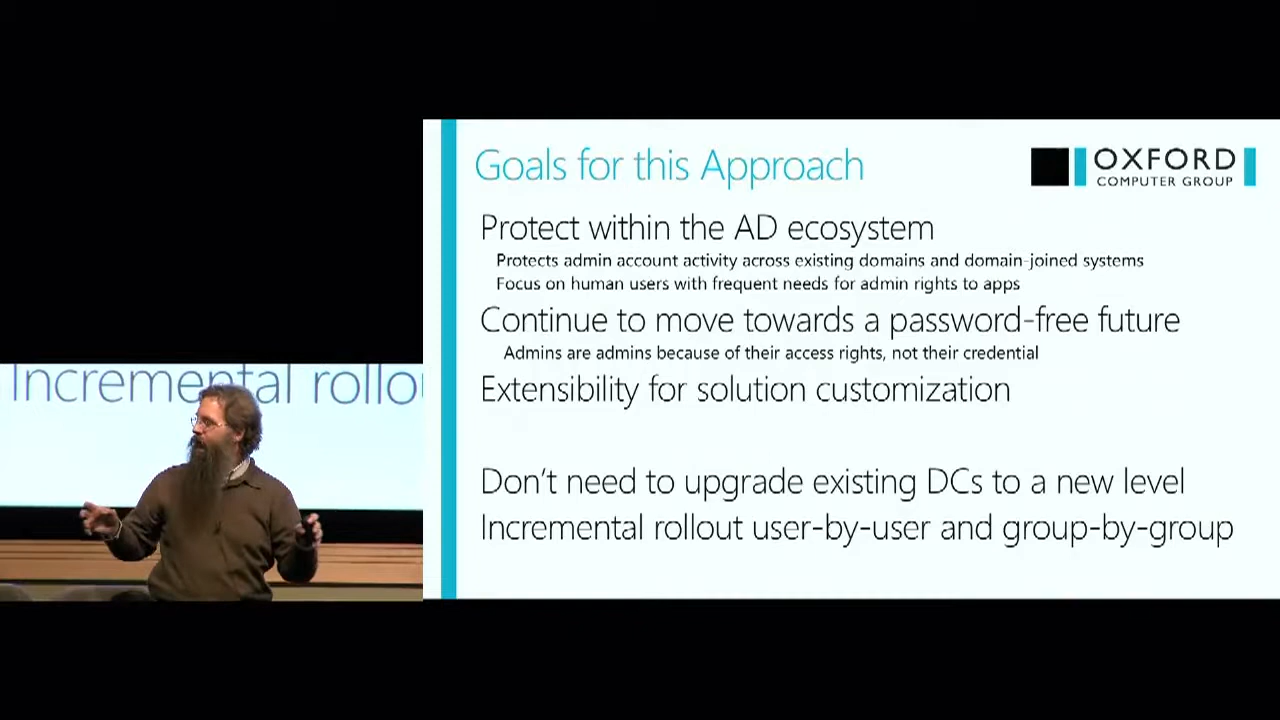 Goals for this Approach
OXFORD
COMPUTER GROUP
Protect within the AD ecosystem
Protects admin account activity across existing domains and domain-joined systems
Focus on human users with frequent needs for admin rights to apps
Continue to move towards a password-free future
Admins are admins because of their access rights, not their credential
Extensibility for solution customization
Don't need to upgrade existing DCs to a new level
Incremental rollout user-by-user and group-by-group
Incremental rollou